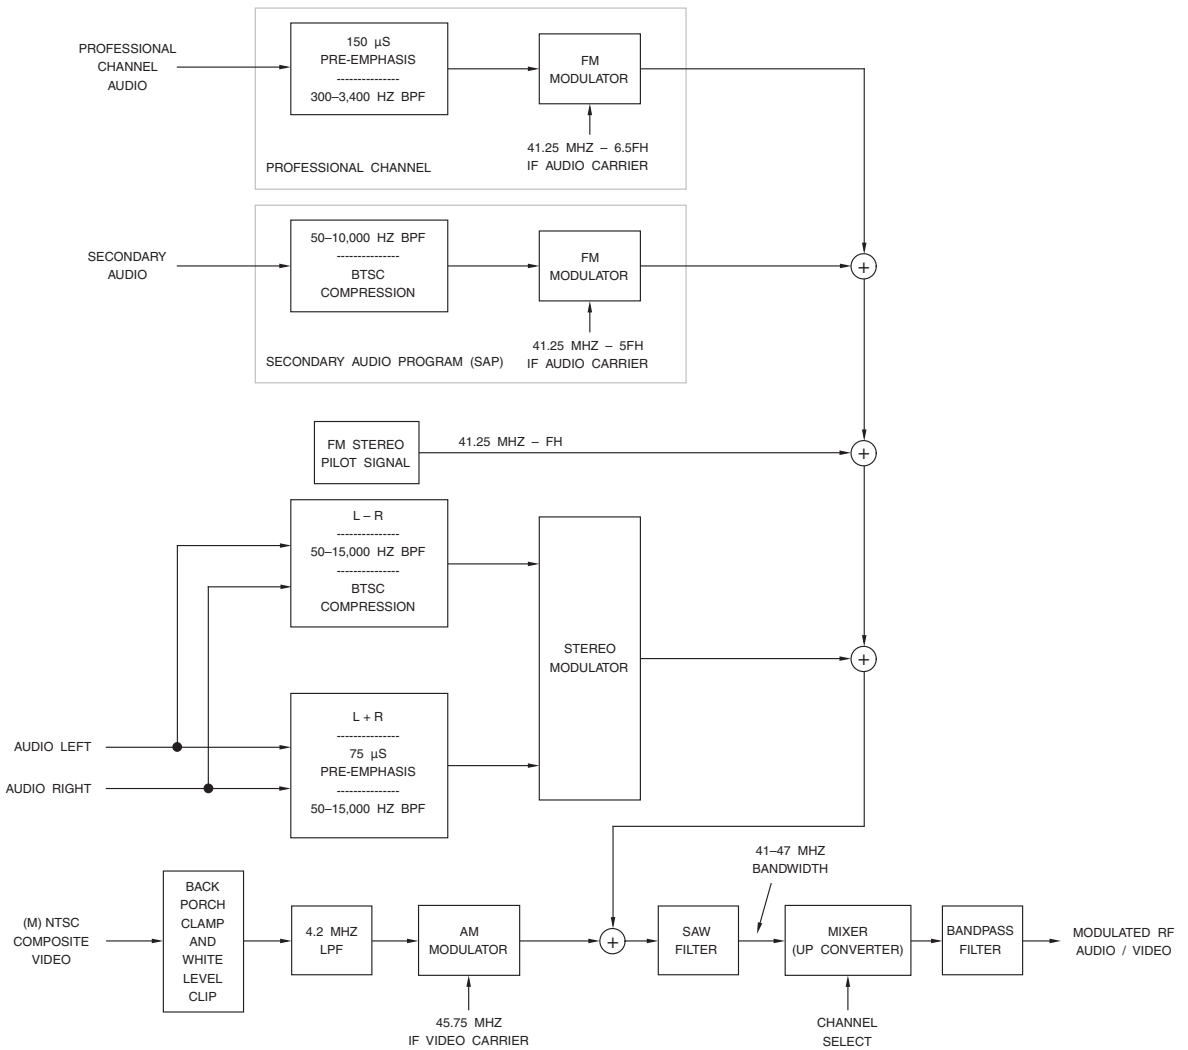 PROFESSIONAL
CHANNEL
AUDIO
150 µS
PRE-EMPHASIS
---------------
300–3,400 HZ BPF
FM
MODULATOR
41.25 MHZ – 6.5FH
IF AUDIO CARRIER
PROFESSIONAL CHANNEL
SECONDARY
AUDIO
50–10,000 HZ BPF
---------------
BTSC
COMPRESSION
FM
MODULATOR
+
41.25 MHZ – 5FH
IF AUDIO CARRIER
SECONDARY AUDIO PROGRAM (SAP)
FM STEREO
PILOT SIGNAL
41.25 MHZ – FH
+
L – R
---------------
50–15,000 HZ BPF
---------------
BTSC
COMPRESSION
STEREO
MODULATOR
+
AUDIO LEFT
AUDIO RIGHT
L + R
---------------
75 µS
PRE-EMPHASIS
---------------
50–15,000 HZ BPF
(M) NTSC
COMPOSITE
VIDEO
BACK
PORCH
CLAMP
AND
WHITE
LEVEL
CLIP
4.2 MHZ
LPF
AM
MODULATOR
45.75 MHZ
IF VIDEO CARRIER
+
SAW
FILTER
41–47 MHZ
BANDWIDTH
MIXER
(UP CONVERTER)
CHANNEL
SELECT
BANDPASS
FILTER
MODULATED RF
AUDIO / VIDEO